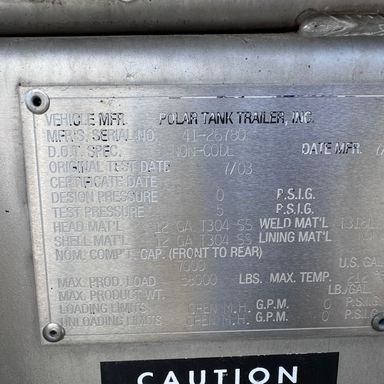 VEHICLE MFR. POLAR TANK TRAILER, INC.
MFR'S. SERIAL NO. 41-26780
D.O.T. SPEC. NON-CODE DATE MFR.
ORIGINAL TEST DATE 7/03
CERTIFICATE DATE
DESIGN PRESSURE 0 P.S.I.G.
TEST PRESSURE 5 P.S.I.G.
HEAD MAT'L 12 GA. T304 SS WELD MAT'L
SHELL MAT'L 12 GA. T304 SS LINING MAT'L
NOM. COMPT. CAP. (FRONT TO REAR)
7000 U.S. GA
MAX. PROD. LOAD LBS. MAX. TEMP.
MAX. PRODUCT WT. LB./GAL.
LOADING LIMITS G.P.M. 0 P.S.I
UNLOADING LIMITS G.P.M. 0 P.S.I
CAUTION